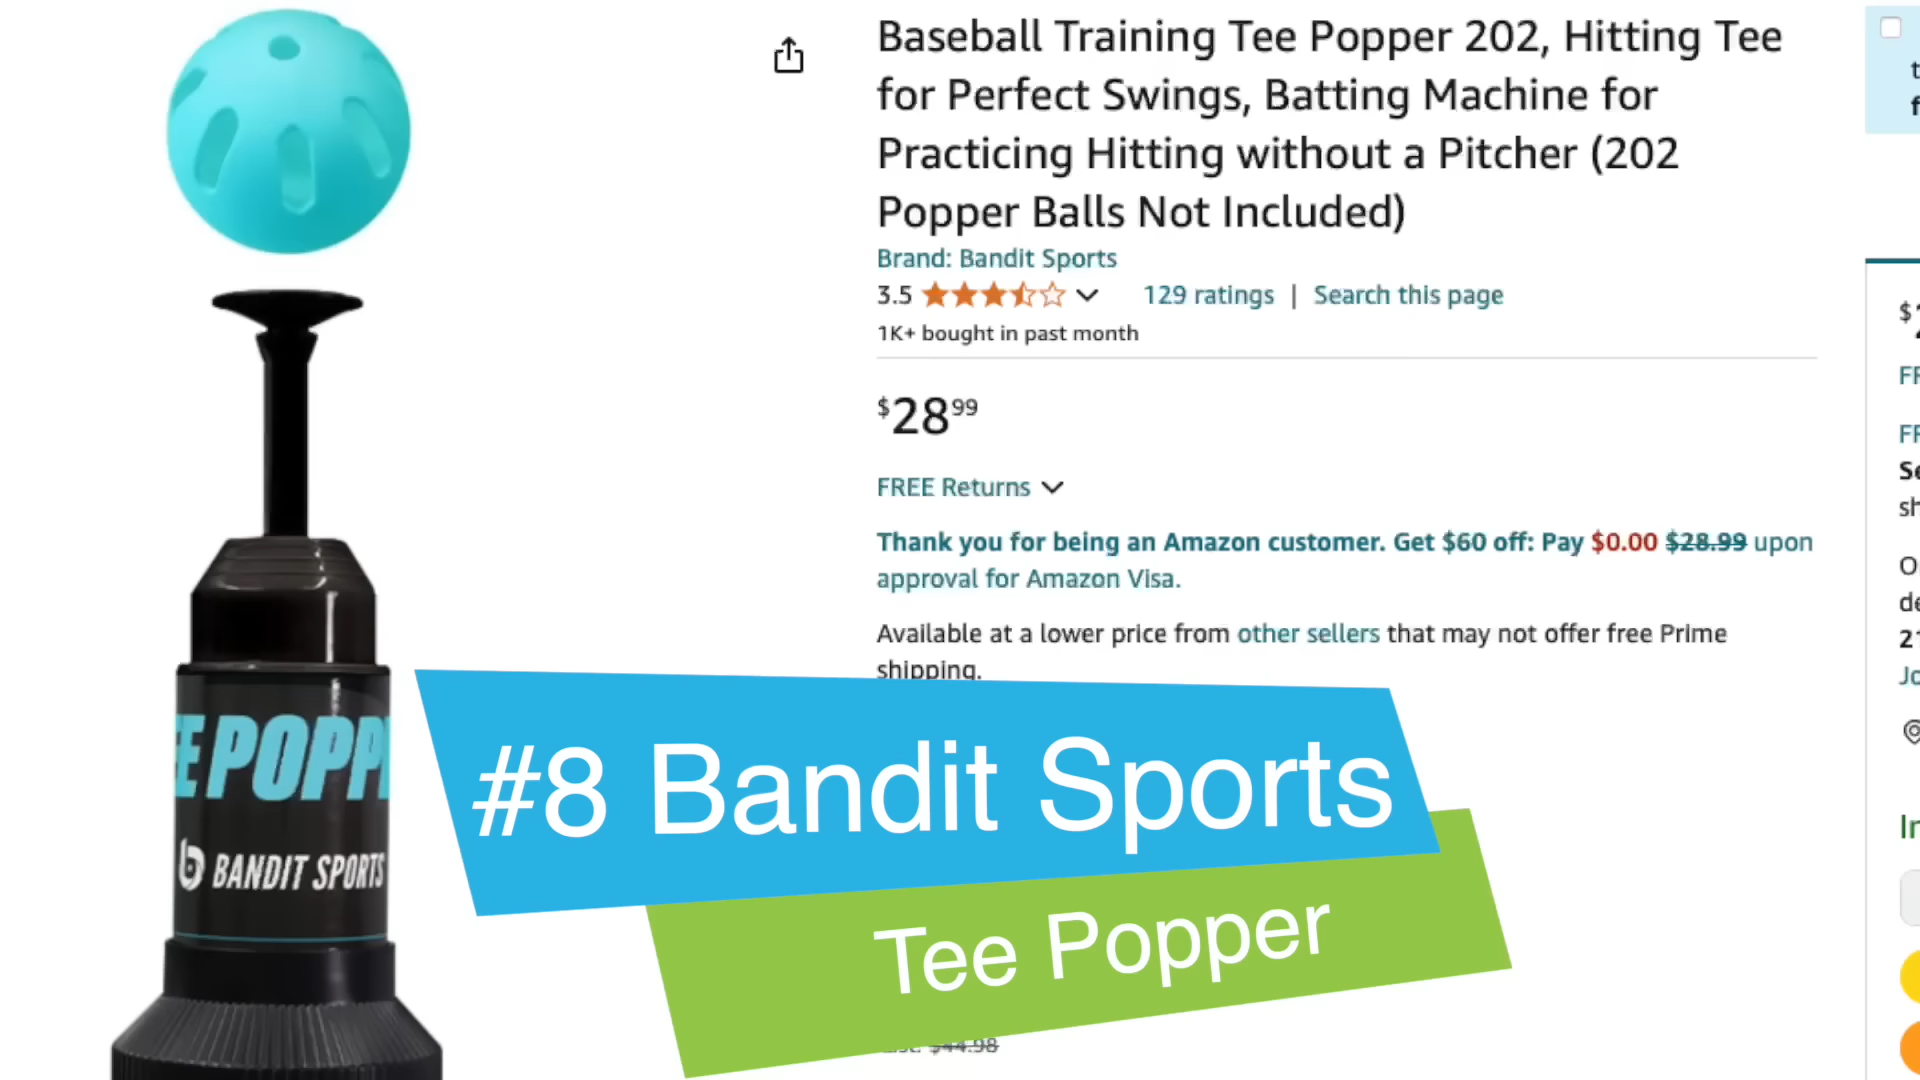 Baseball Training Tee Popper 202, Hitting Tee
for Perfect Swings, Batting Machine for
Practicing Hitting without a Pitcher (202
Popper Balls Not Included)
Brand: Bandit Sports
3.5 129 ratings | Search this page
1K+ bought in past month
$28.99
FREE Returns
Thank you for being an Amazon customer. Get $60 off: Pay $0.00 $28.99 upon
approval for Amazon Visa.
Available at a lower price from other sellers that may not offer free Prime
shipping.
EE POPP
b BANDIT SPORTS
#8 Bandit Sports
Tee Popper
$44.98